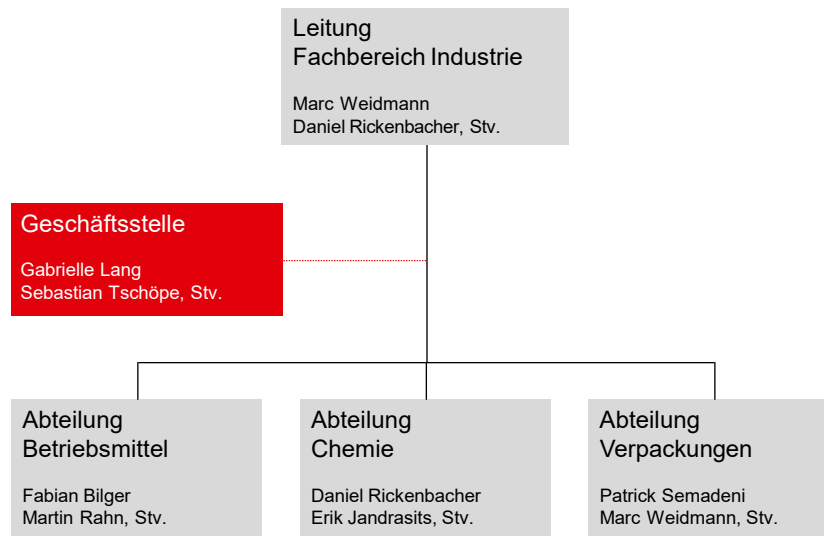 Leitung
Fachbereich Industrie
Marc Weidmann
Daniel Rickenbacher, Stv.
Geschäftsstelle
Gabrielle Lang
Sebastian Tschöpe, Stv.
Abteilung
Betriebsmittel
Fabian Bilger
Martin Rahn, Stv.
Abteilung
Chemie
Daniel Rickenbacher
Erik Jandrasits, Stv.
Abteilung
Verpackungen
Patrick Semadeni
Marc Weidmann, Stv.